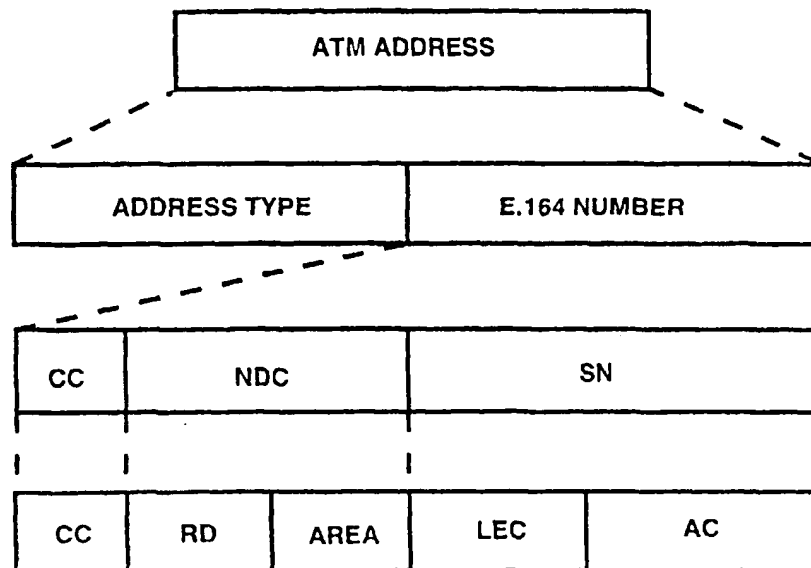 ATM ADDRESS
ADDRESS TYPE E.164 NUMBER
CC NDC SN
CC RD AREA LEC AC